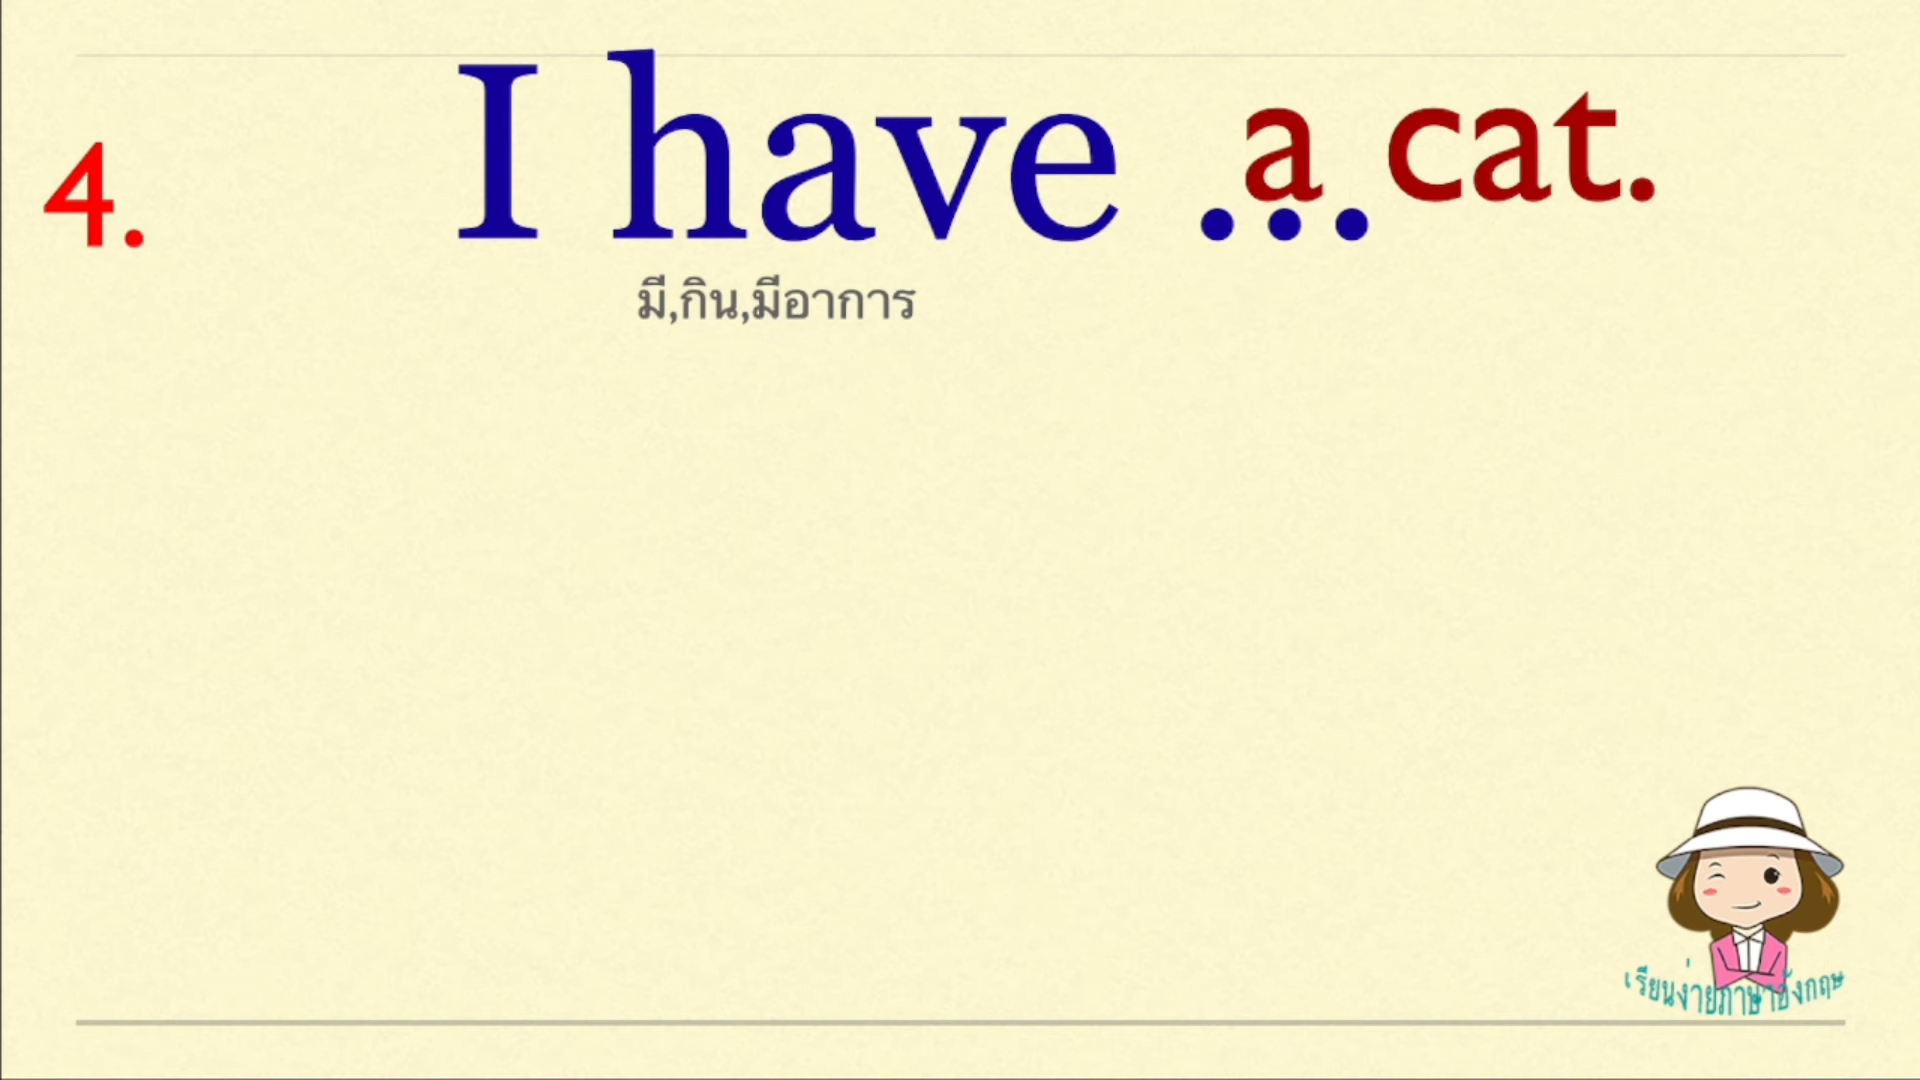 4. I have ... a cat.
มี,กิน,มีอาการ
เรียนง่ายภาษาอังกฤษ